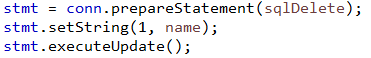 stmt = conn.prepareStatement(sqlDelete);
stmt.setString(1, name);
stmt.executeUpdate();